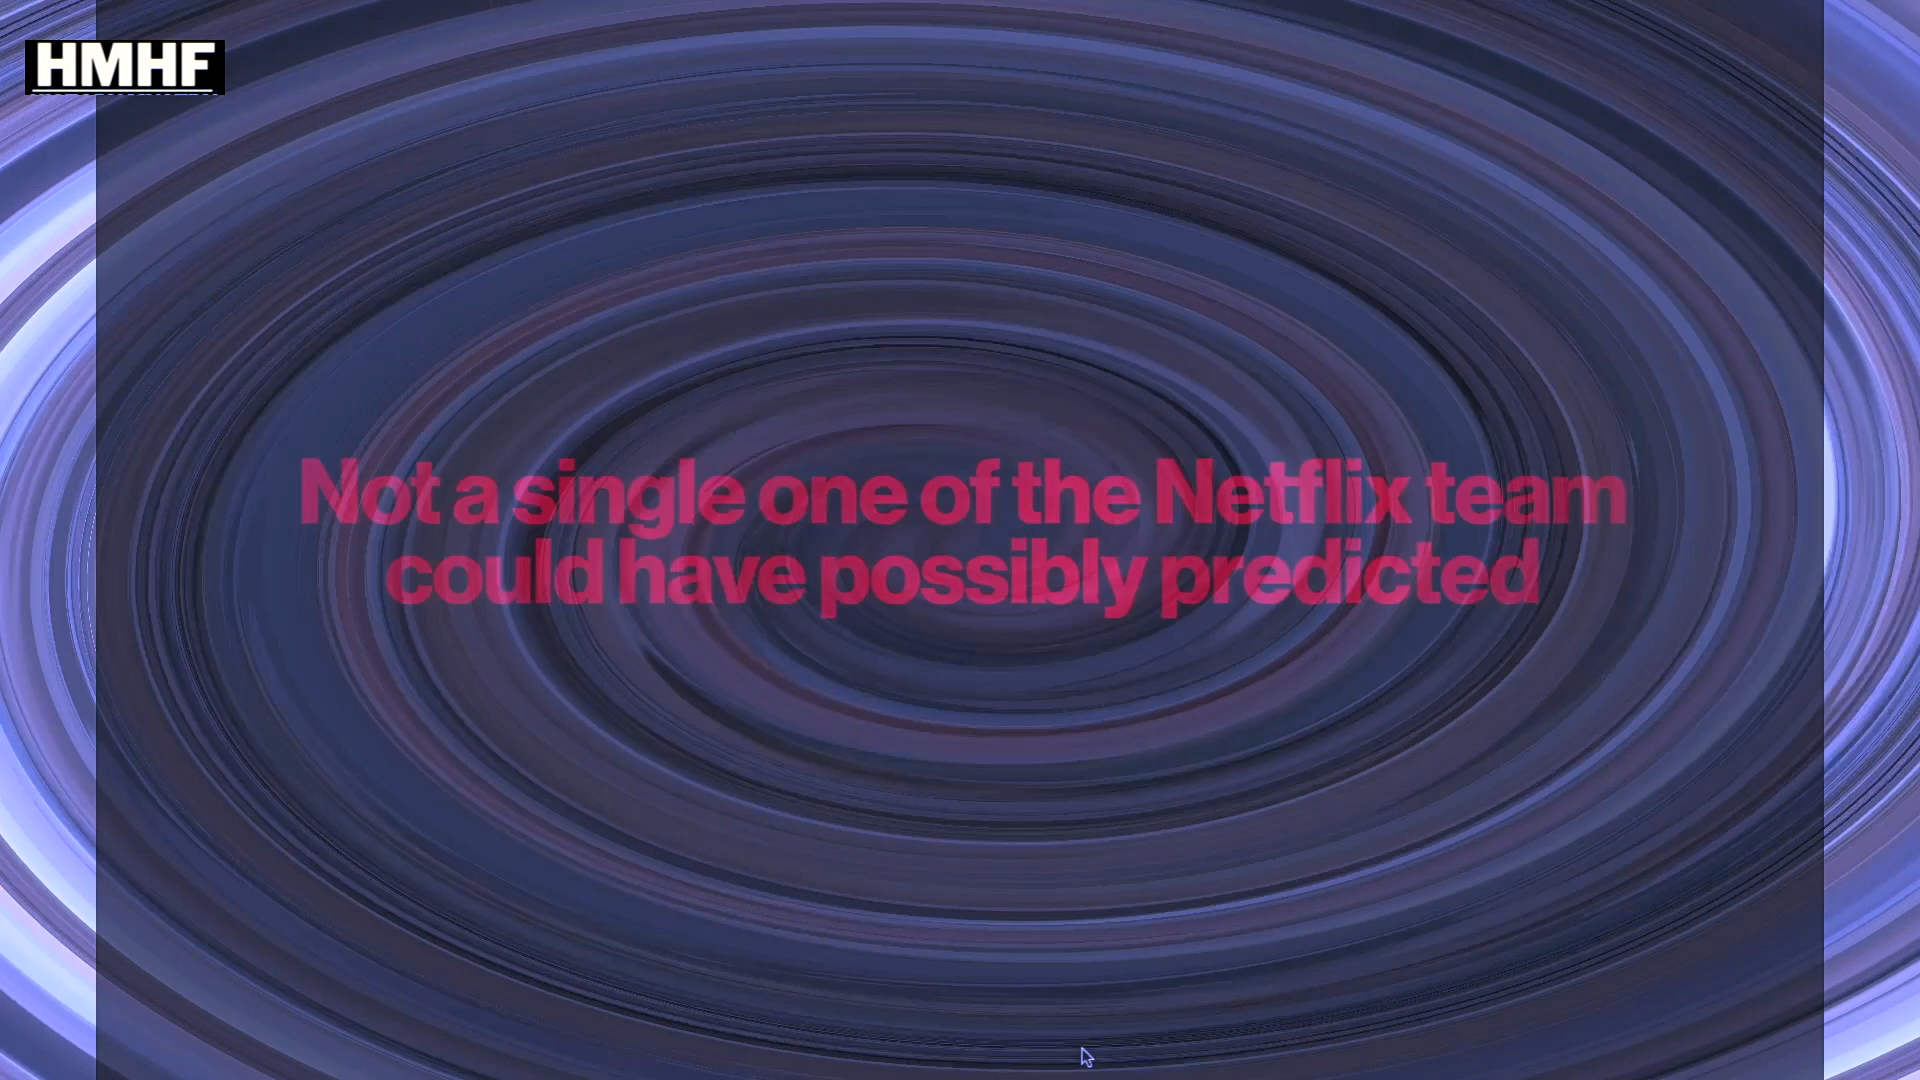 HMHF
Not a single one of the Netflix team
could have possibly predicted